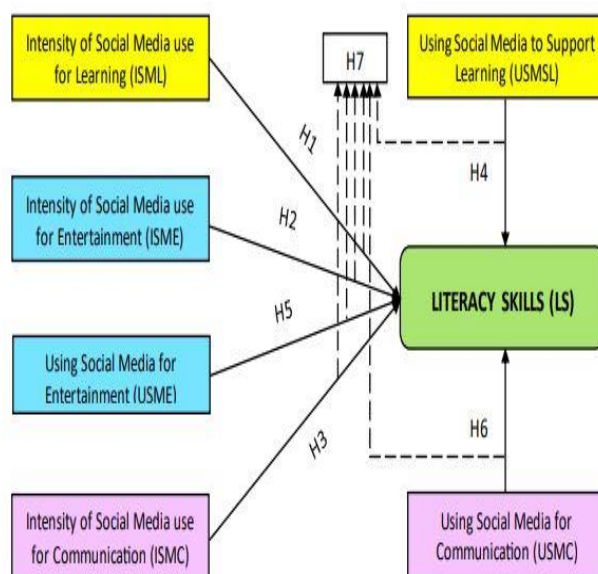 Intensity of Social Media use
for Learning (ISML)
H7
Using Social Media to Support
Learning (USMSL)
H1
H4
Intensity of Social Media use
for Entertainment (ISME)
H2
LITERACY SKILLS (LS)
H5
Using Social Media for
Entertainment (USME)
H3
H6
Intensity of Social Media use
for Communication (ISMC)
Using Social Media for
Communication (USMC)